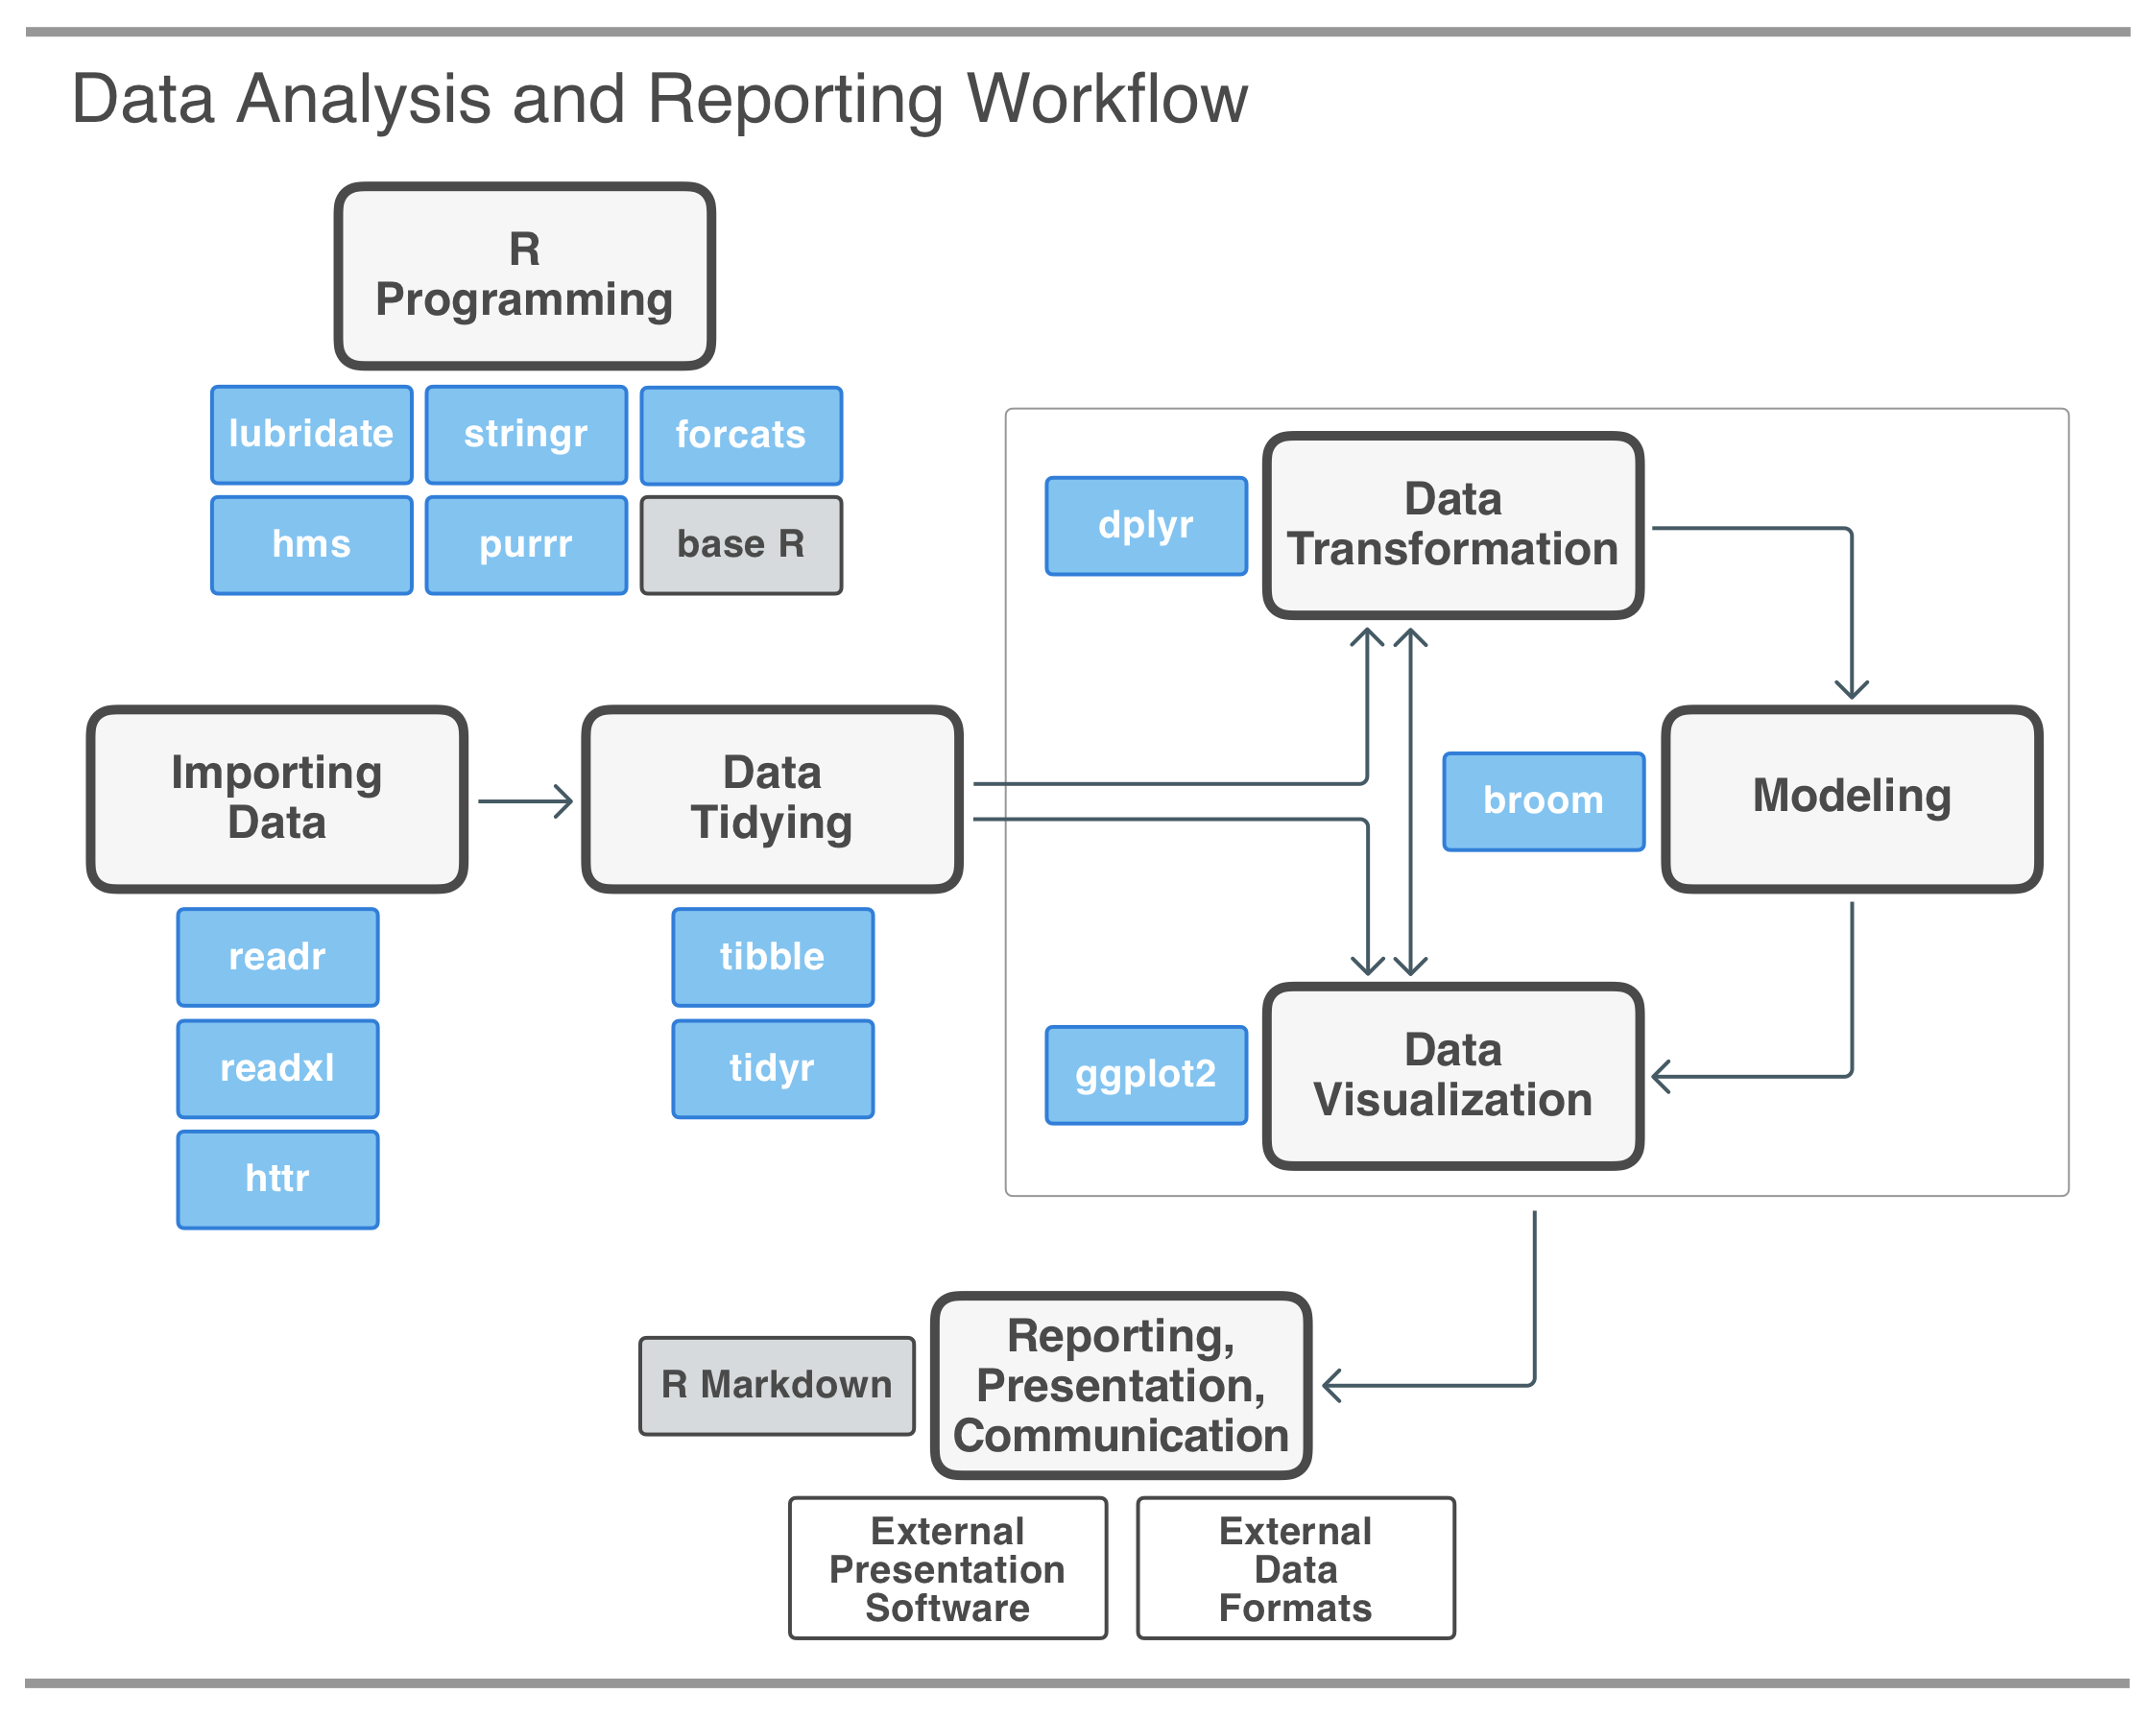 Data Analysis and Reporting Workflow
R
Programming
lubridate
stringr
forcats
hms
purrr
base R
dplyr
Data
Transformation
Importing
Data
Data
Tidying
broom
Modeling
readr
readxl
httr
tibble
tidyr
ggplot2
Data
Visualization
R Markdown
Reporting,
Presentation,
Communication
External
Presentation
Software
External
Data
Formats